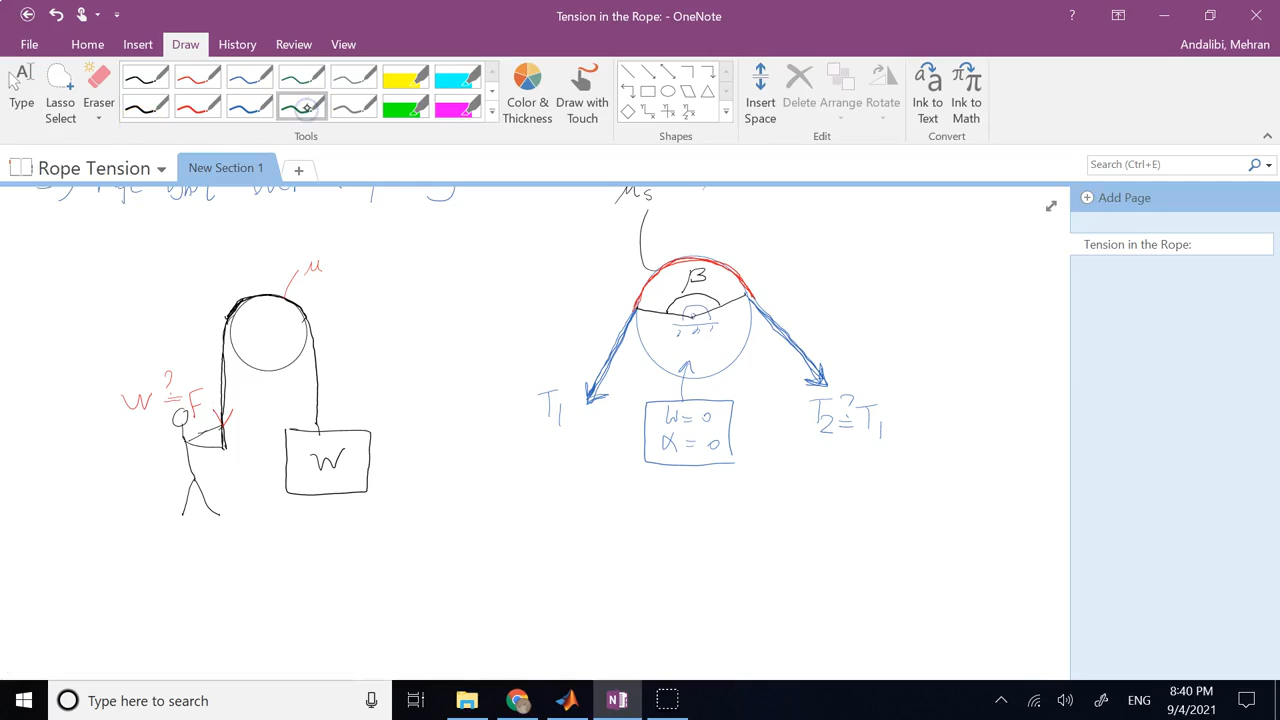 Tension in the Rope: - OneNote
?
File
Home
Insert
Draw
History
Review
View
Andalibi, Mehran
Type
Lasso Select
Eraser
Color & Thickness
Draw with Touch
Insert Space
Delete
Arrange
Rotate
Ink to Text
Ink to Math
Tools
Shapes
Edit
Convert
Rope Tension
New Section 1
+
Search (Ctrl+E)
Add Page
Tension in the Rope:
μs
μ
β
W ≟ F
W
T1
W = 0
α = 0
T2 ≟ T1
Type here to search
ENG
8:40 PM
9/4/2021